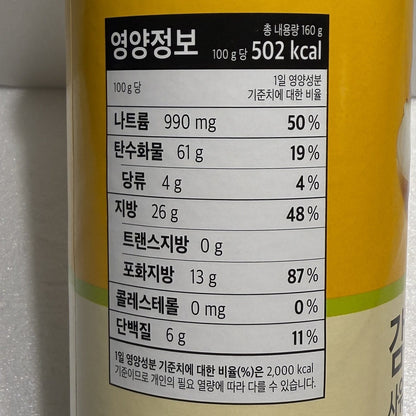 영양정보 총 내용량 160 g
100 g 당 502 kcal
100 g 당 1일 영양성분
기준치에 대한 비율
나트륨 990 mg 50 %
탄수화물 61 g 19 %
당류 4 g 4 %
지방 26 g 48 %
트랜스지방 0 g
포화지방 13 g 87 %
콜레스테롤 0 mg 0 %
단백질 6 g 11 %
1일 영양성분 기준치에 대한 비율(%)은 2,000 kcal
기준이므로 개인의 필요 열량에 따라 다를 수 있습니다.